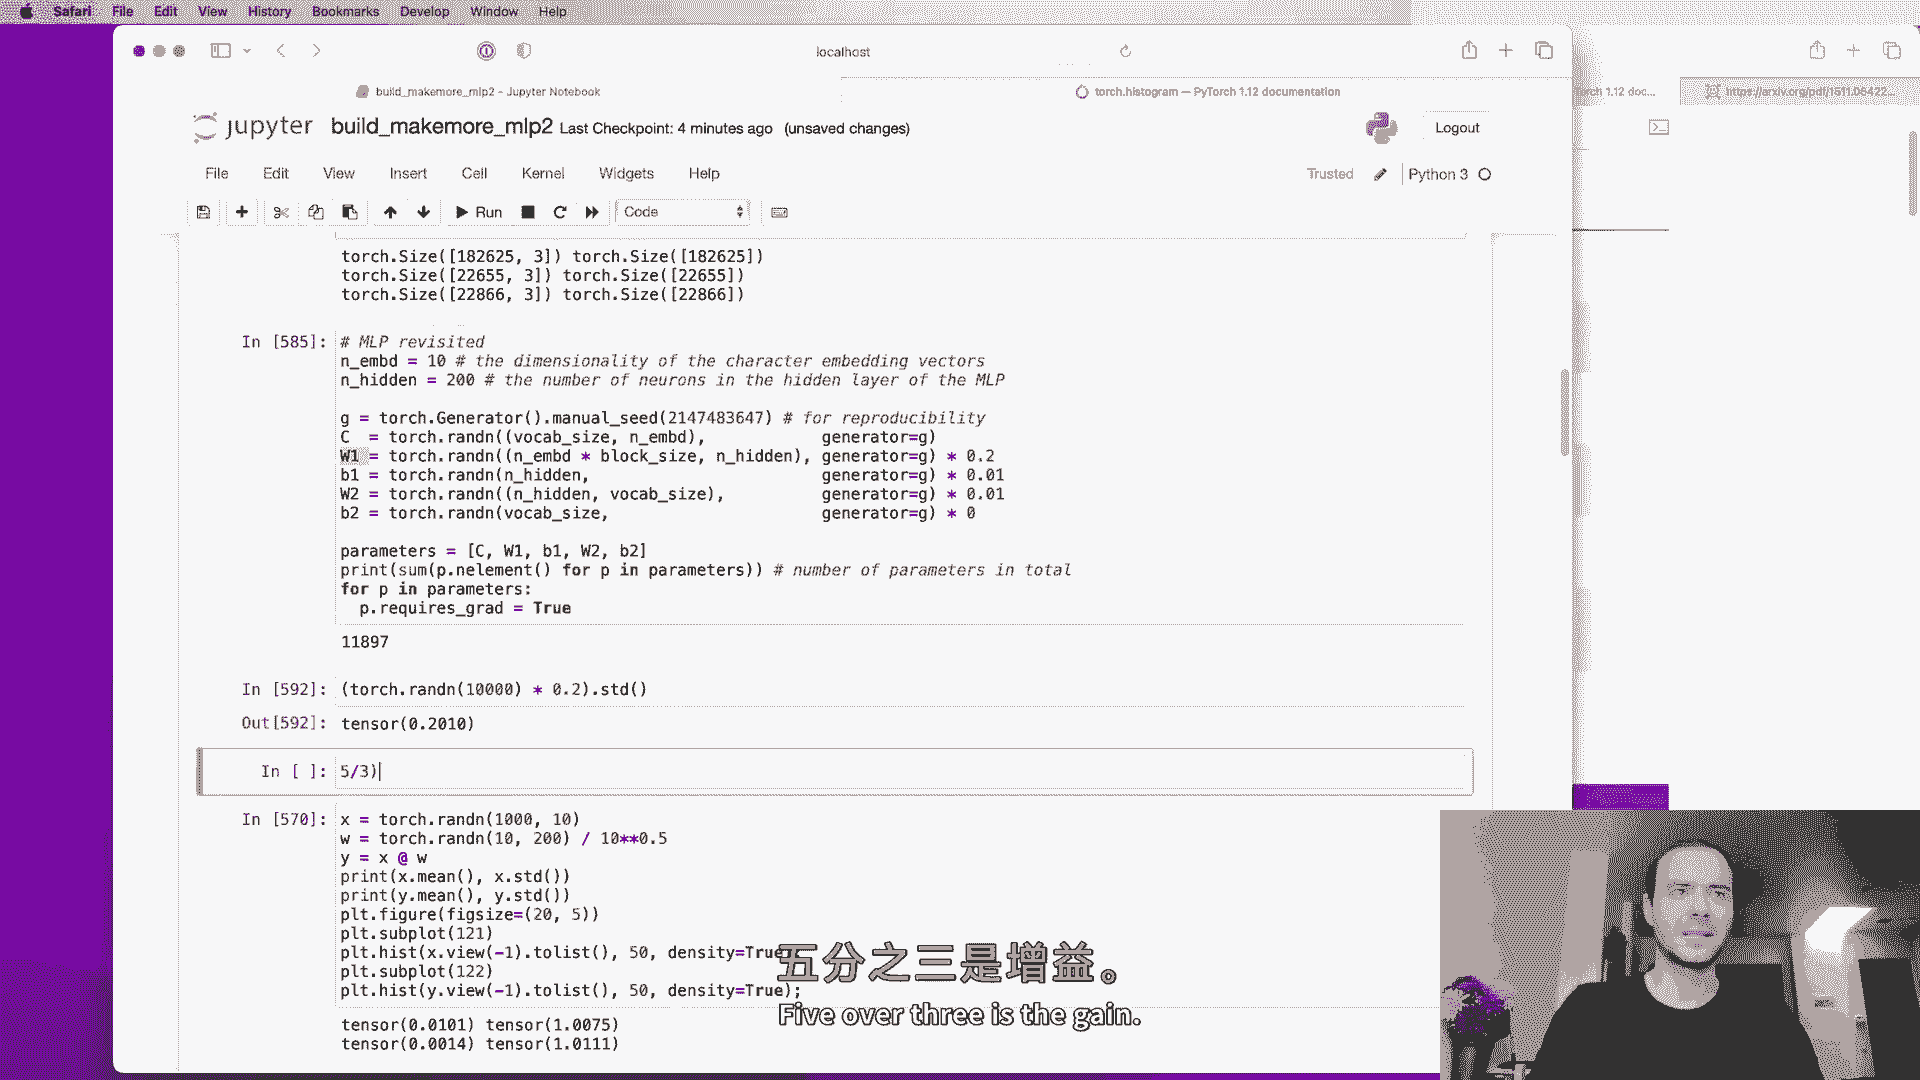 Safari File Edit View History Bookmarks Develop Window Help
localhost
build_makemore_mlp2 - Jupyter Notebook
torch.histogram — PyTorch 1.12 documentation
torch 1.12 doc...
https://arxiv.org/pdf/1511.06422...
jupyter build_makemore_mlp2 Last Checkpoint: 4 minutes ago (unsaved changes)
Logout
File Edit View Insert Cell Kernel Widgets Help
Trusted
Python 3
Run
Code
torch.Size([182625, 3]) torch.Size([182625])
torch.Size([22655, 3]) torch.Size([22655])
torch.Size([22866, 3]) torch.Size([22866])
In [585]: # MLP revisited
n_embd = 10 # the dimensionality of the character embedding vectors
n_hidden = 200 # the number of neurons in the hidden layer of the MLP
g = torch.Generator().manual_seed(2147483647) # for reproducibility
C = torch.randn((vocab_size, n_embd), generator=g)
W1 = torch.randn((n_embd * block_size, n_hidden), generator=g) * 0.2
b1 = torch.randn(n_hidden, generator=g) * 0.01
W2 = torch.randn((n_hidden, vocab_size), generator=g) * 0.01
b2 = torch.randn(vocab_size, generator=g) * 0
parameters = [C, W1, b1, W2, b2]
print(sum(p.nelement() for p in parameters)) # number of parameters in total
for p in parameters:
p.requires_grad = True
11897
In [592]: (torch.randn(10000) * 0.2).std()
Out[592]: tensor(0.2010)
In [ ]: 5/3)
In [570]: x = torch.randn(1000, 10)
w = torch.randn(10, 200) / 10**0.5
y = x @ w
print(x.mean(), x.std())
print(y.mean(), y.std())
plt.figure(figsize=(20, 5))
plt.subplot(121)
plt.hist(x.view(-1).tolist(), 50, density=True);
plt.subplot(122)
plt.hist(y.view(-1).tolist(), 50, density=True);
tensor(0.0101) tensor(1.0075)
tensor(0.0014) tensor(1.0111)
五分之三是增益。
Five over three is the gain.